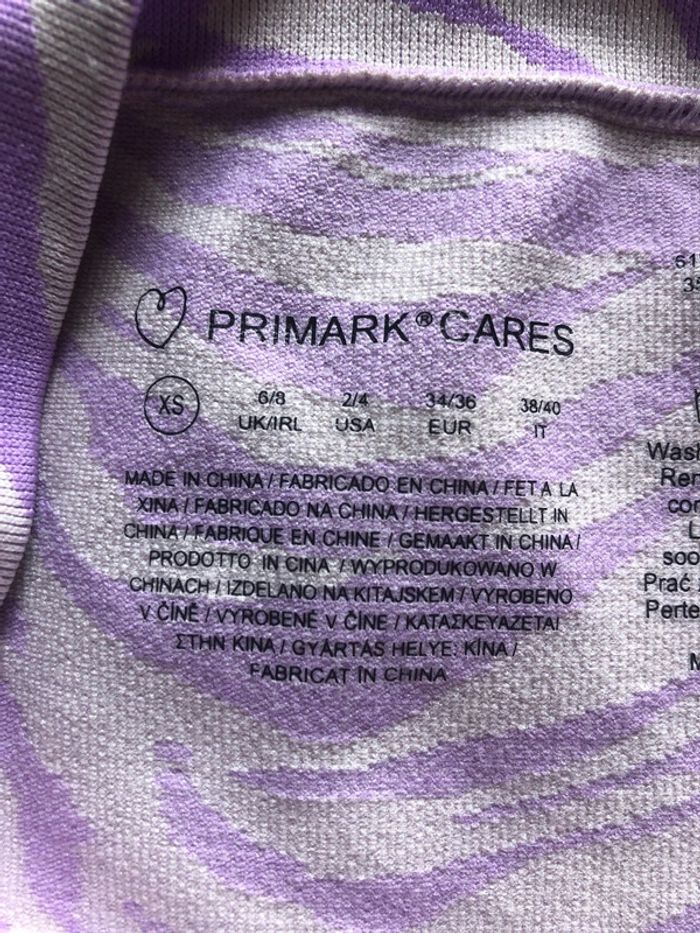 PRIMARK® CARES
XS 6/8 2/4 34/36 38/40
UK/IRL USA EUR IT
MADE IN CHINA / FABRICADO EN CHINA / FET A LA
XINA / FABRICADO NA CHINA / HERGESTELLT IN
CHINA / FABRIQUE EN CHINE / GEMAAKT IN CHINA /
PRODOTTO IN CINA / WYPRODUKOWANO W
CHINACH / IZDELANO NA KITAJSKEM / VYROBENO
V ČÍNĚ / VYROBENÉ V ČÍNE / ΚΑΤΑΣΚΕΥΑΖΕΤΑΙ
ΣΤΗΝ ΚΙΝΑ / GYÁRTÁS HELYE: KÍNA /
FABRICAT ÎN CHINA
61
35
Prać